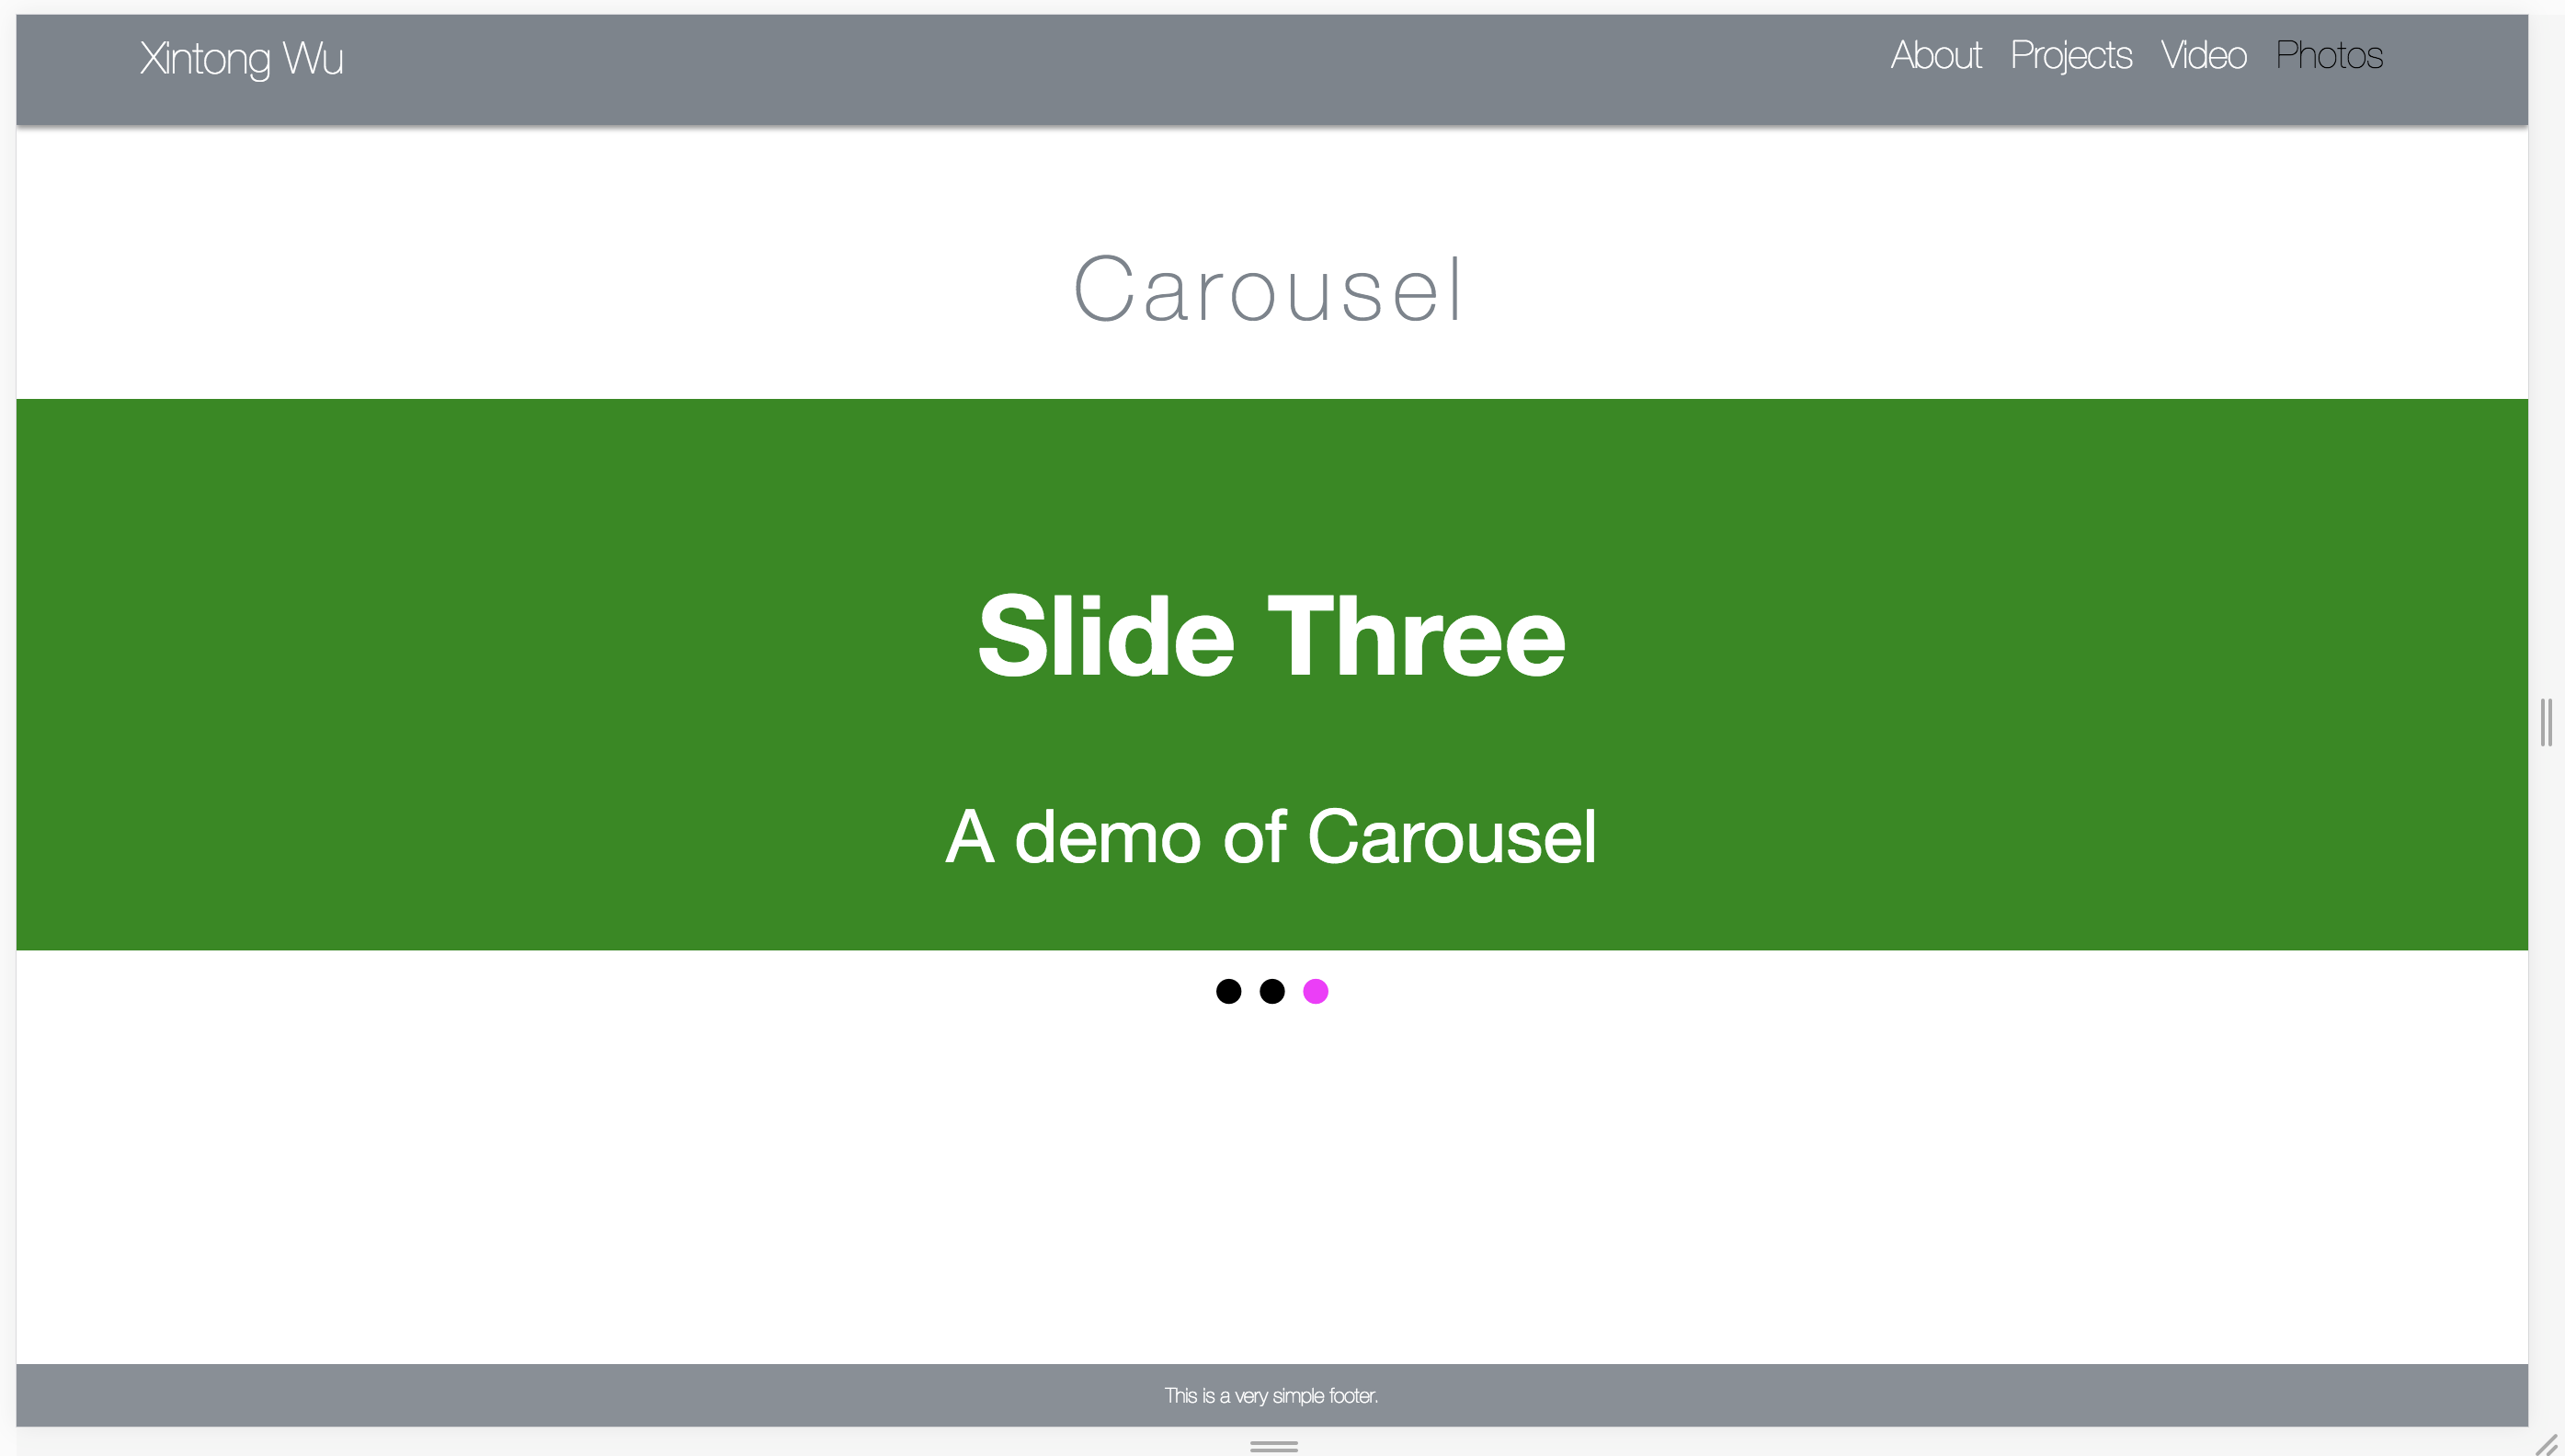 Xintong Wu
About Projects Video Photos
Carousel
Slide Three
A demo of Carousel
This is a very simple footer.